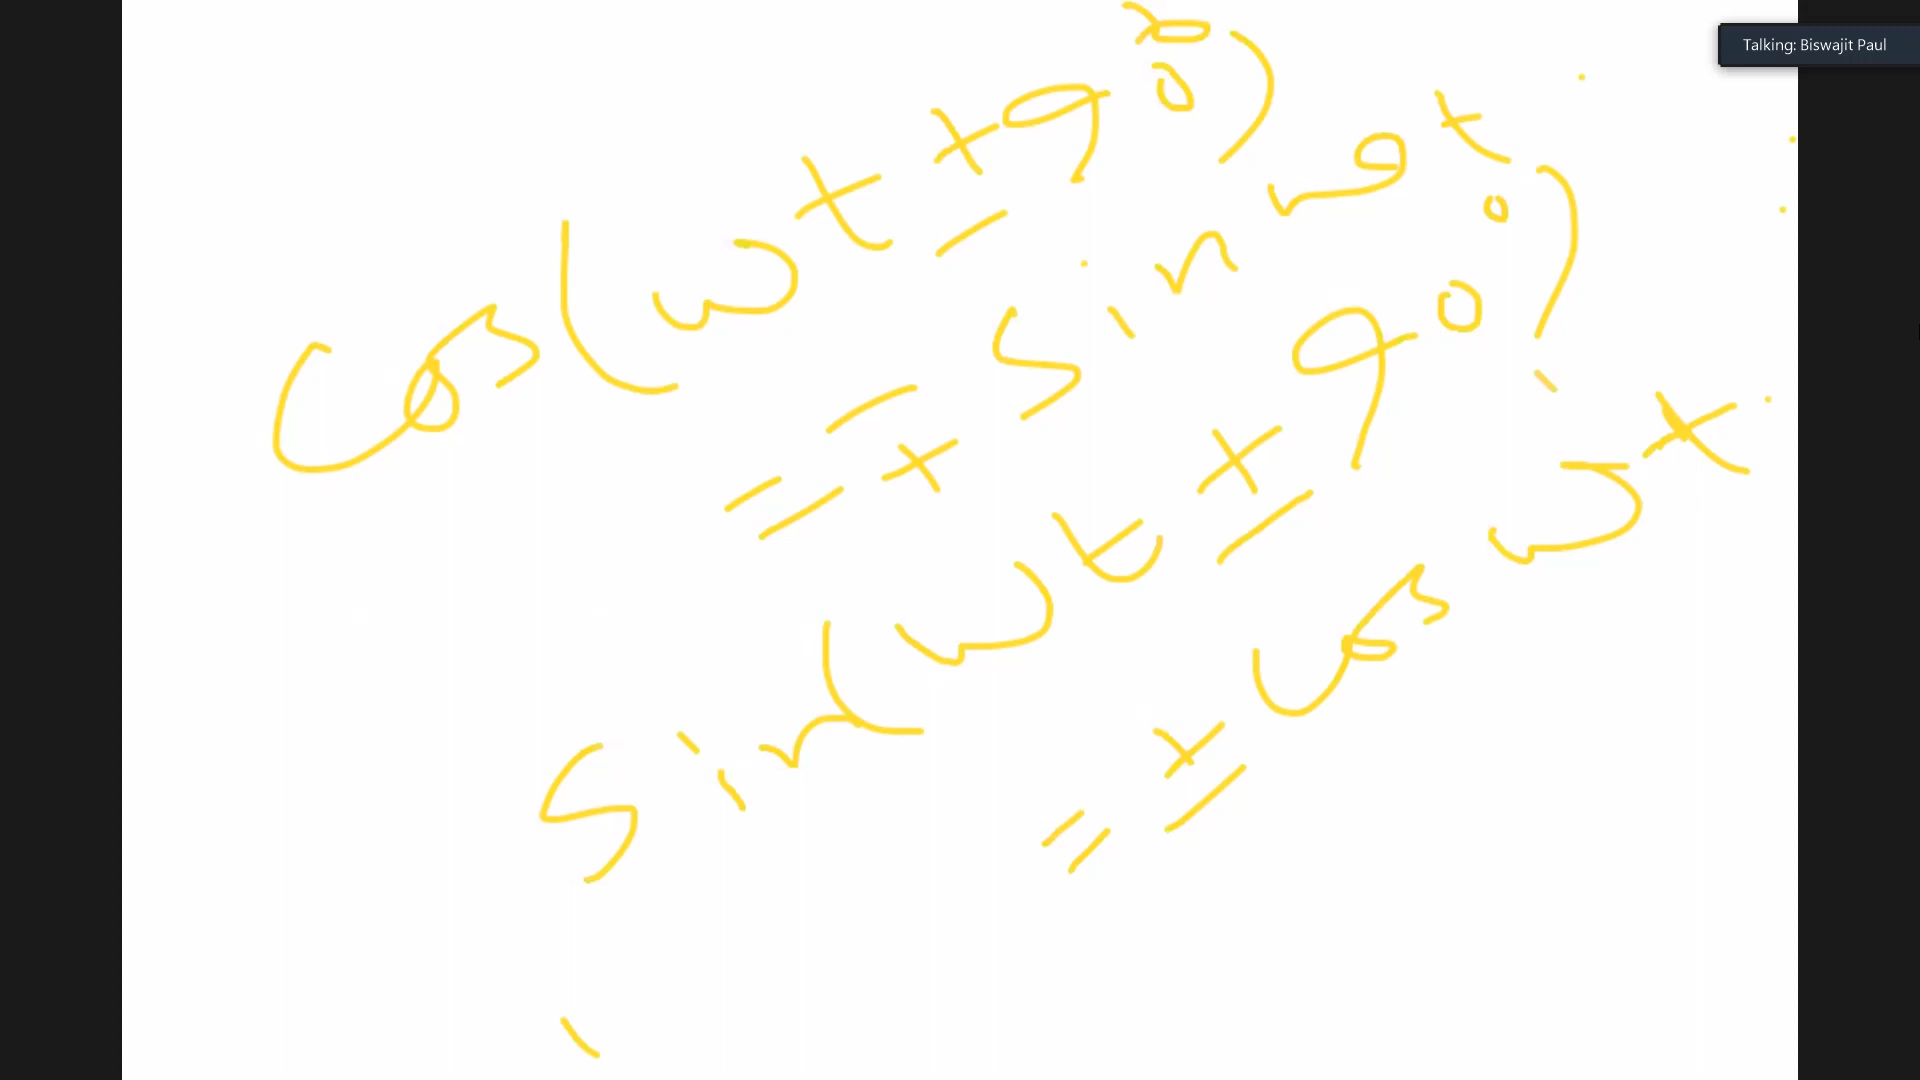 Talking: Biswajit Paul
Cos(ωt ± 90°)
= ∓ sin ωt
Sin(ωt ± 90°)
= ± cos ωt